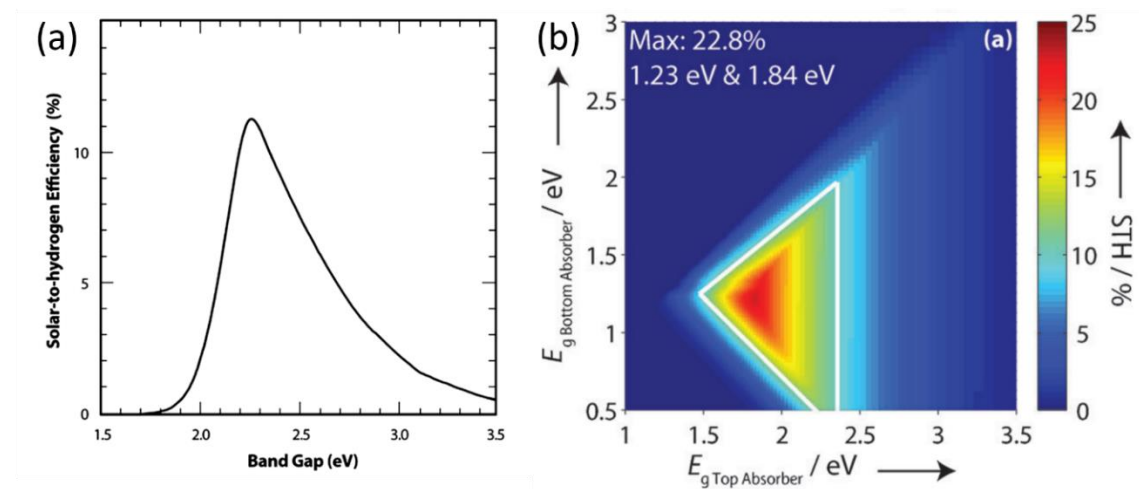 (a)
Solar-to-hydrogen Efficiency (%)
10
5
0
1.5
2.0
2.5
3.0
3.5
Band Gap (eV)
(b)
Max: 22.8%
1.23 eV & 1.84 eV
(a)
E g Bottom Absorber / eV
3
2.5
2
1.5
1
0.5
1
1.5
2
2.5
3
3.5
E g Top Absorber / eV
25
20
15
10
5
0
STH / %